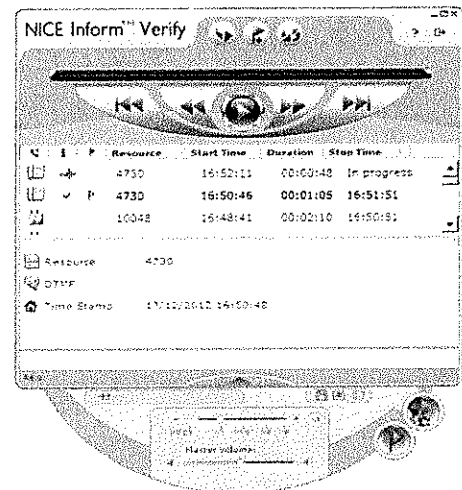 NICE Inform™ Verify
?
Resource Start Time Duration Stop Time
4730 16:52:11 00:00:48 In progress
P 4730 16:50:46 00:01:05 16:51:51
10048 16:48:41 00:02:10 16:50:51
Resource 4730
DTMF
Time Stamp 17/12/2012 16:50:48
Master Volume